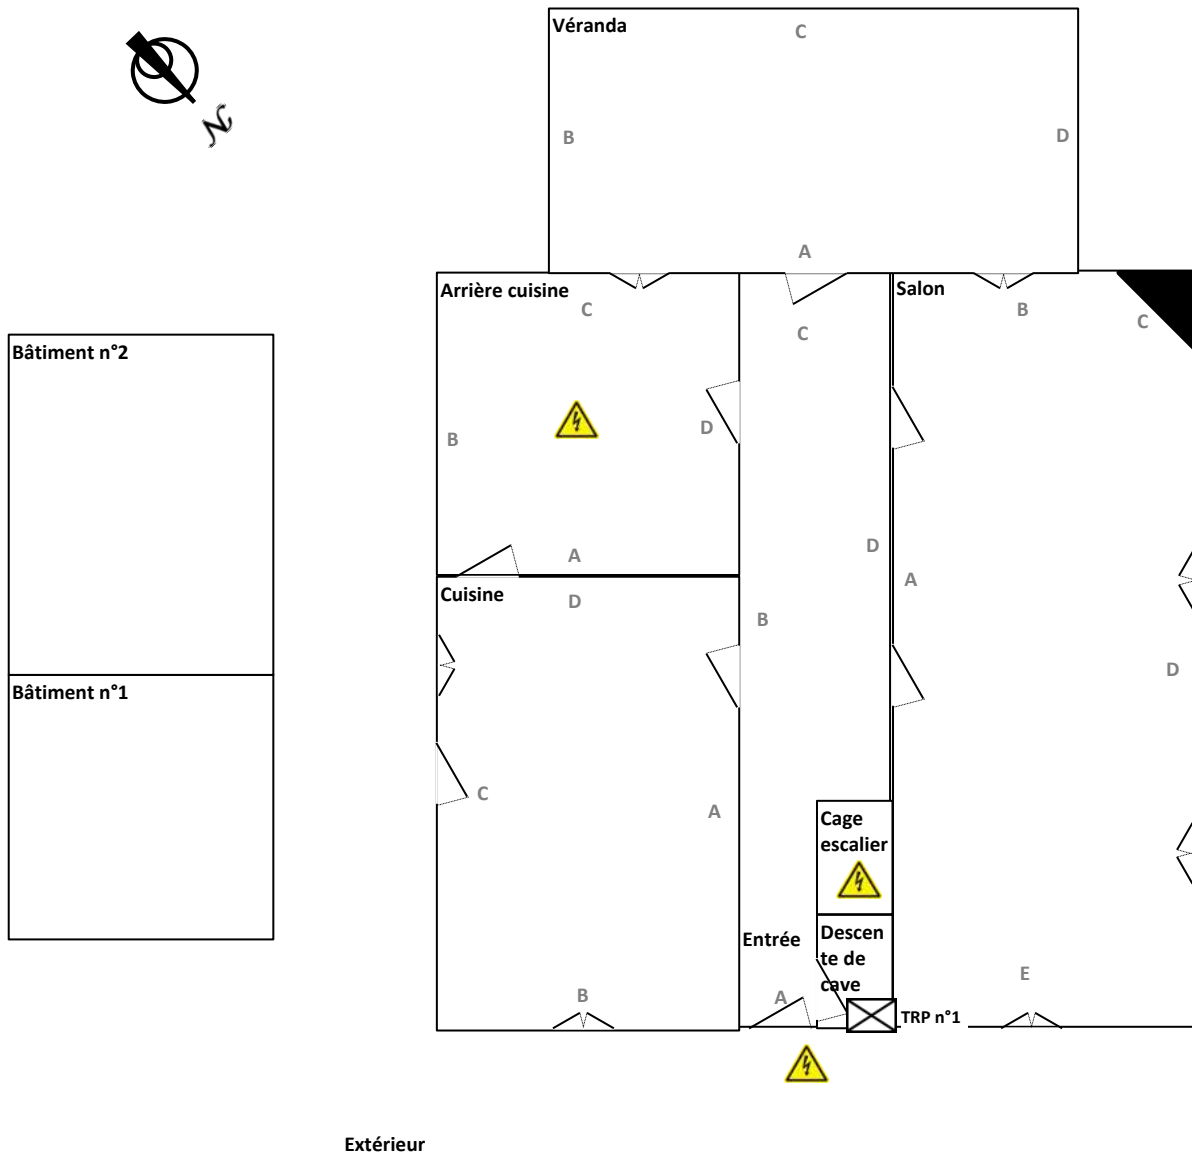 Véranda
C
N
B
D
A
Arrière cuisine
C
C
Salon
B
C
Bâtiment n°2
B
D
A
D
A
Cuisine
D
B
D
Bâtiment n°1
C
A
Cage
escalier
Entrée
Descen
te de
cave
E
B
A
TRP n°1
Extérieur